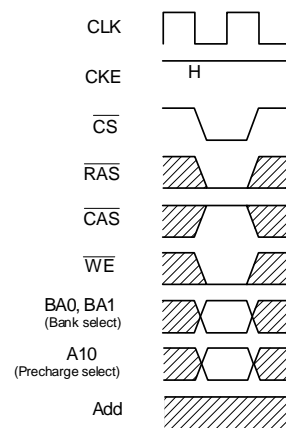 CLK
CKE
H
CS
RAS
CAS
WE
BA0, BA1
(Bank select)
A10
(Precharge select)
Add